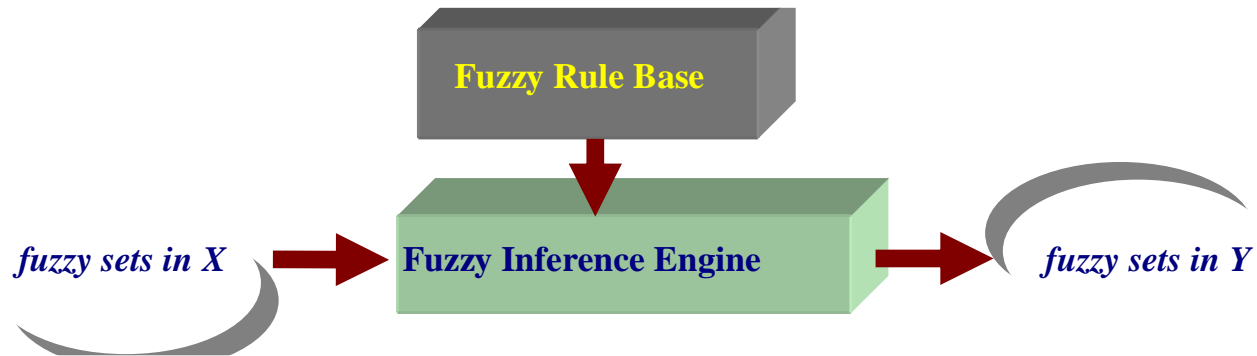 Fuzzy Rule Base
fuzzy sets in X
Fuzzy Inference Engine
fuzzy sets in Y